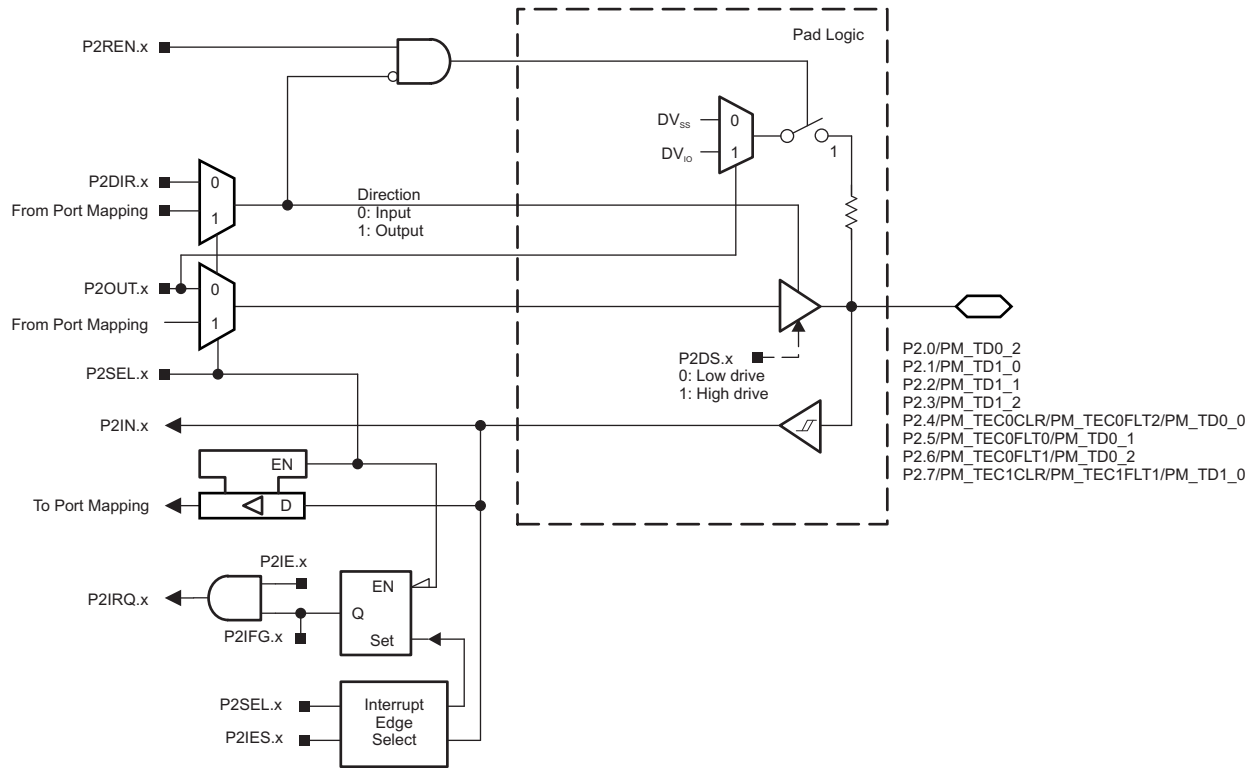 Pad Logic
P2REN.x
DVSS
0
DVIO
1
1
P2DIR.x
0
From Port Mapping
1
Direction
0: Input
1: Output
P2OUT.x
0
From Port Mapping
1
P2DS.x
0: Low drive
1: High drive
P2SEL.x
P2.0/PM_TD0_2
P2.1/PM_TD1_0
P2.2/PM_TD1_1
P2.3/PM_TD1_2
P2.4/PM_TEC0CLR/PM_TEC0FLT2/PM_TD0_0
P2.5/PM_TEC0FLT0/PM_TD0_1
P2.6/PM_TEC0FLT1/PM_TD0_2
P2.7/PM_TEC1CLR/PM_TEC1FLT1/PM_TD1_0
P2IN.x
EN
To Port Mapping
D
P2IE.x
P2IRQ.x
EN
Q
P2IFG.x
Set
P2SEL.x
P2IES.x
Interrupt
Edge
Select